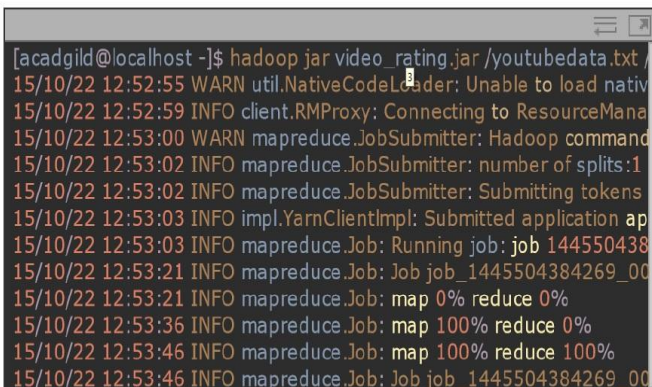 [acadgild@localhost ~]$ hadoop jar video_rating.jar /youtubedata.txt /
3
15/10/22 12:52:55 WARN util.NativeCodeLoader: Unable to load nativ
15/10/22 12:52:59 INFO client.RMProxy: Connecting to ResourceMana
15/10/22 12:53:00 WARN mapreduce.JobSubmitter: Hadoop command
15/10/22 12:53:02 INFO mapreduce.JobSubmitter: number of splits:1
15/10/22 12:53:02 INFO mapreduce.JobSubmitter: Submitting tokens
15/10/22 12:53:03 INFO impl.YarnClientImpl: Submitted application ap
15/10/22 12:53:03 INFO mapreduce.Job: Running job: job 144550438
15/10/22 12:53:21 INFO mapreduce.Job: Job job_1445504384269_00
15/10/22 12:53:21 INFO mapreduce.Job: map 0% reduce 0%
15/10/22 12:53:36 INFO mapreduce.Job: map 100% reduce 0%
15/10/22 12:53:46 INFO mapreduce.Job: map 100% reduce 100%
15/10/22 12:53:46 INFO mapreduce.Job: Job job_1445504384269_00